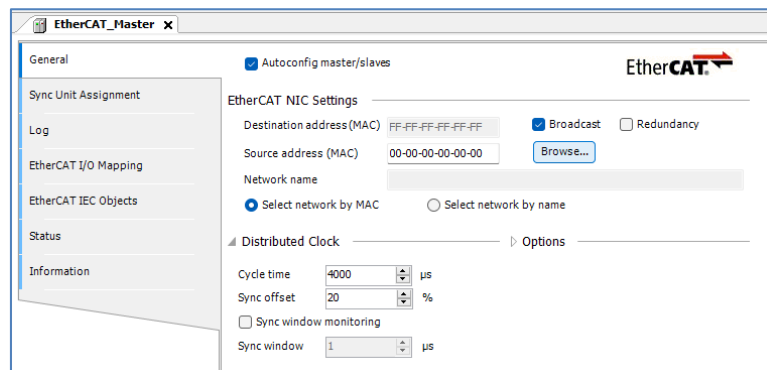 EtherCAT_Master X
General
Sync Unit Assignment
Log
EtherCAT I/O Mapping
EtherCAT IEC Objects
Status
Information
Autoconfig master/slaves
EtherCAT.
EtherCAT NIC Settings
Destination address (MAC) FF-FF-FF-FF-FF-FF Broadcast Redundancy
Source address (MAC) 00-00-00-00-00-00 Browse...
Network name
Select network by MAC Select network by name
Distributed Clock Options
Cycle time 4000 µs
Sync offset 20 %
Sync window monitoring
Sync window 1 µs